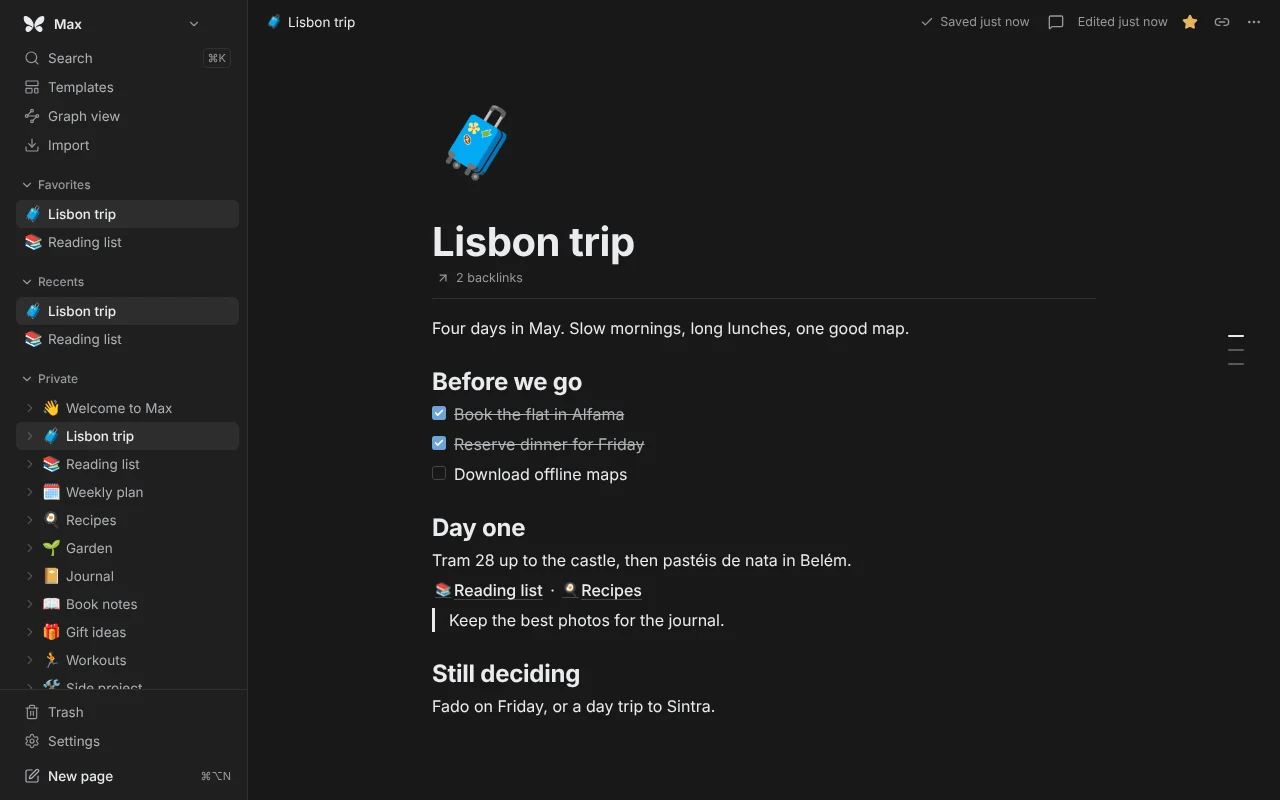 Max
Search ⌘K
Templates
Graph view
Import
Favorites
Lisbon trip
Reading list
Recents
Lisbon trip
Reading list
Private
Welcome to Max
Lisbon trip
Reading list
Weekly plan
Recipes
Garden
Journal
Book notes
Gift ideas
Workouts
Side project
Trash
Settings
New page ⌘⌥N
Lisbon trip
Saved just now
Edited just now
Lisbon trip
2 backlinks
Four days in May. Slow mornings, long lunches, one good map.
Before we go
Book the flat in Alfama
Reserve dinner for Friday
Download offline maps
Day one
Tram 28 up to the castle, then pastéis de nata in Belém.
Reading list · Recipes
Keep the best photos for the journal.
Still deciding
Fado on Friday, or a day trip to Sintra.